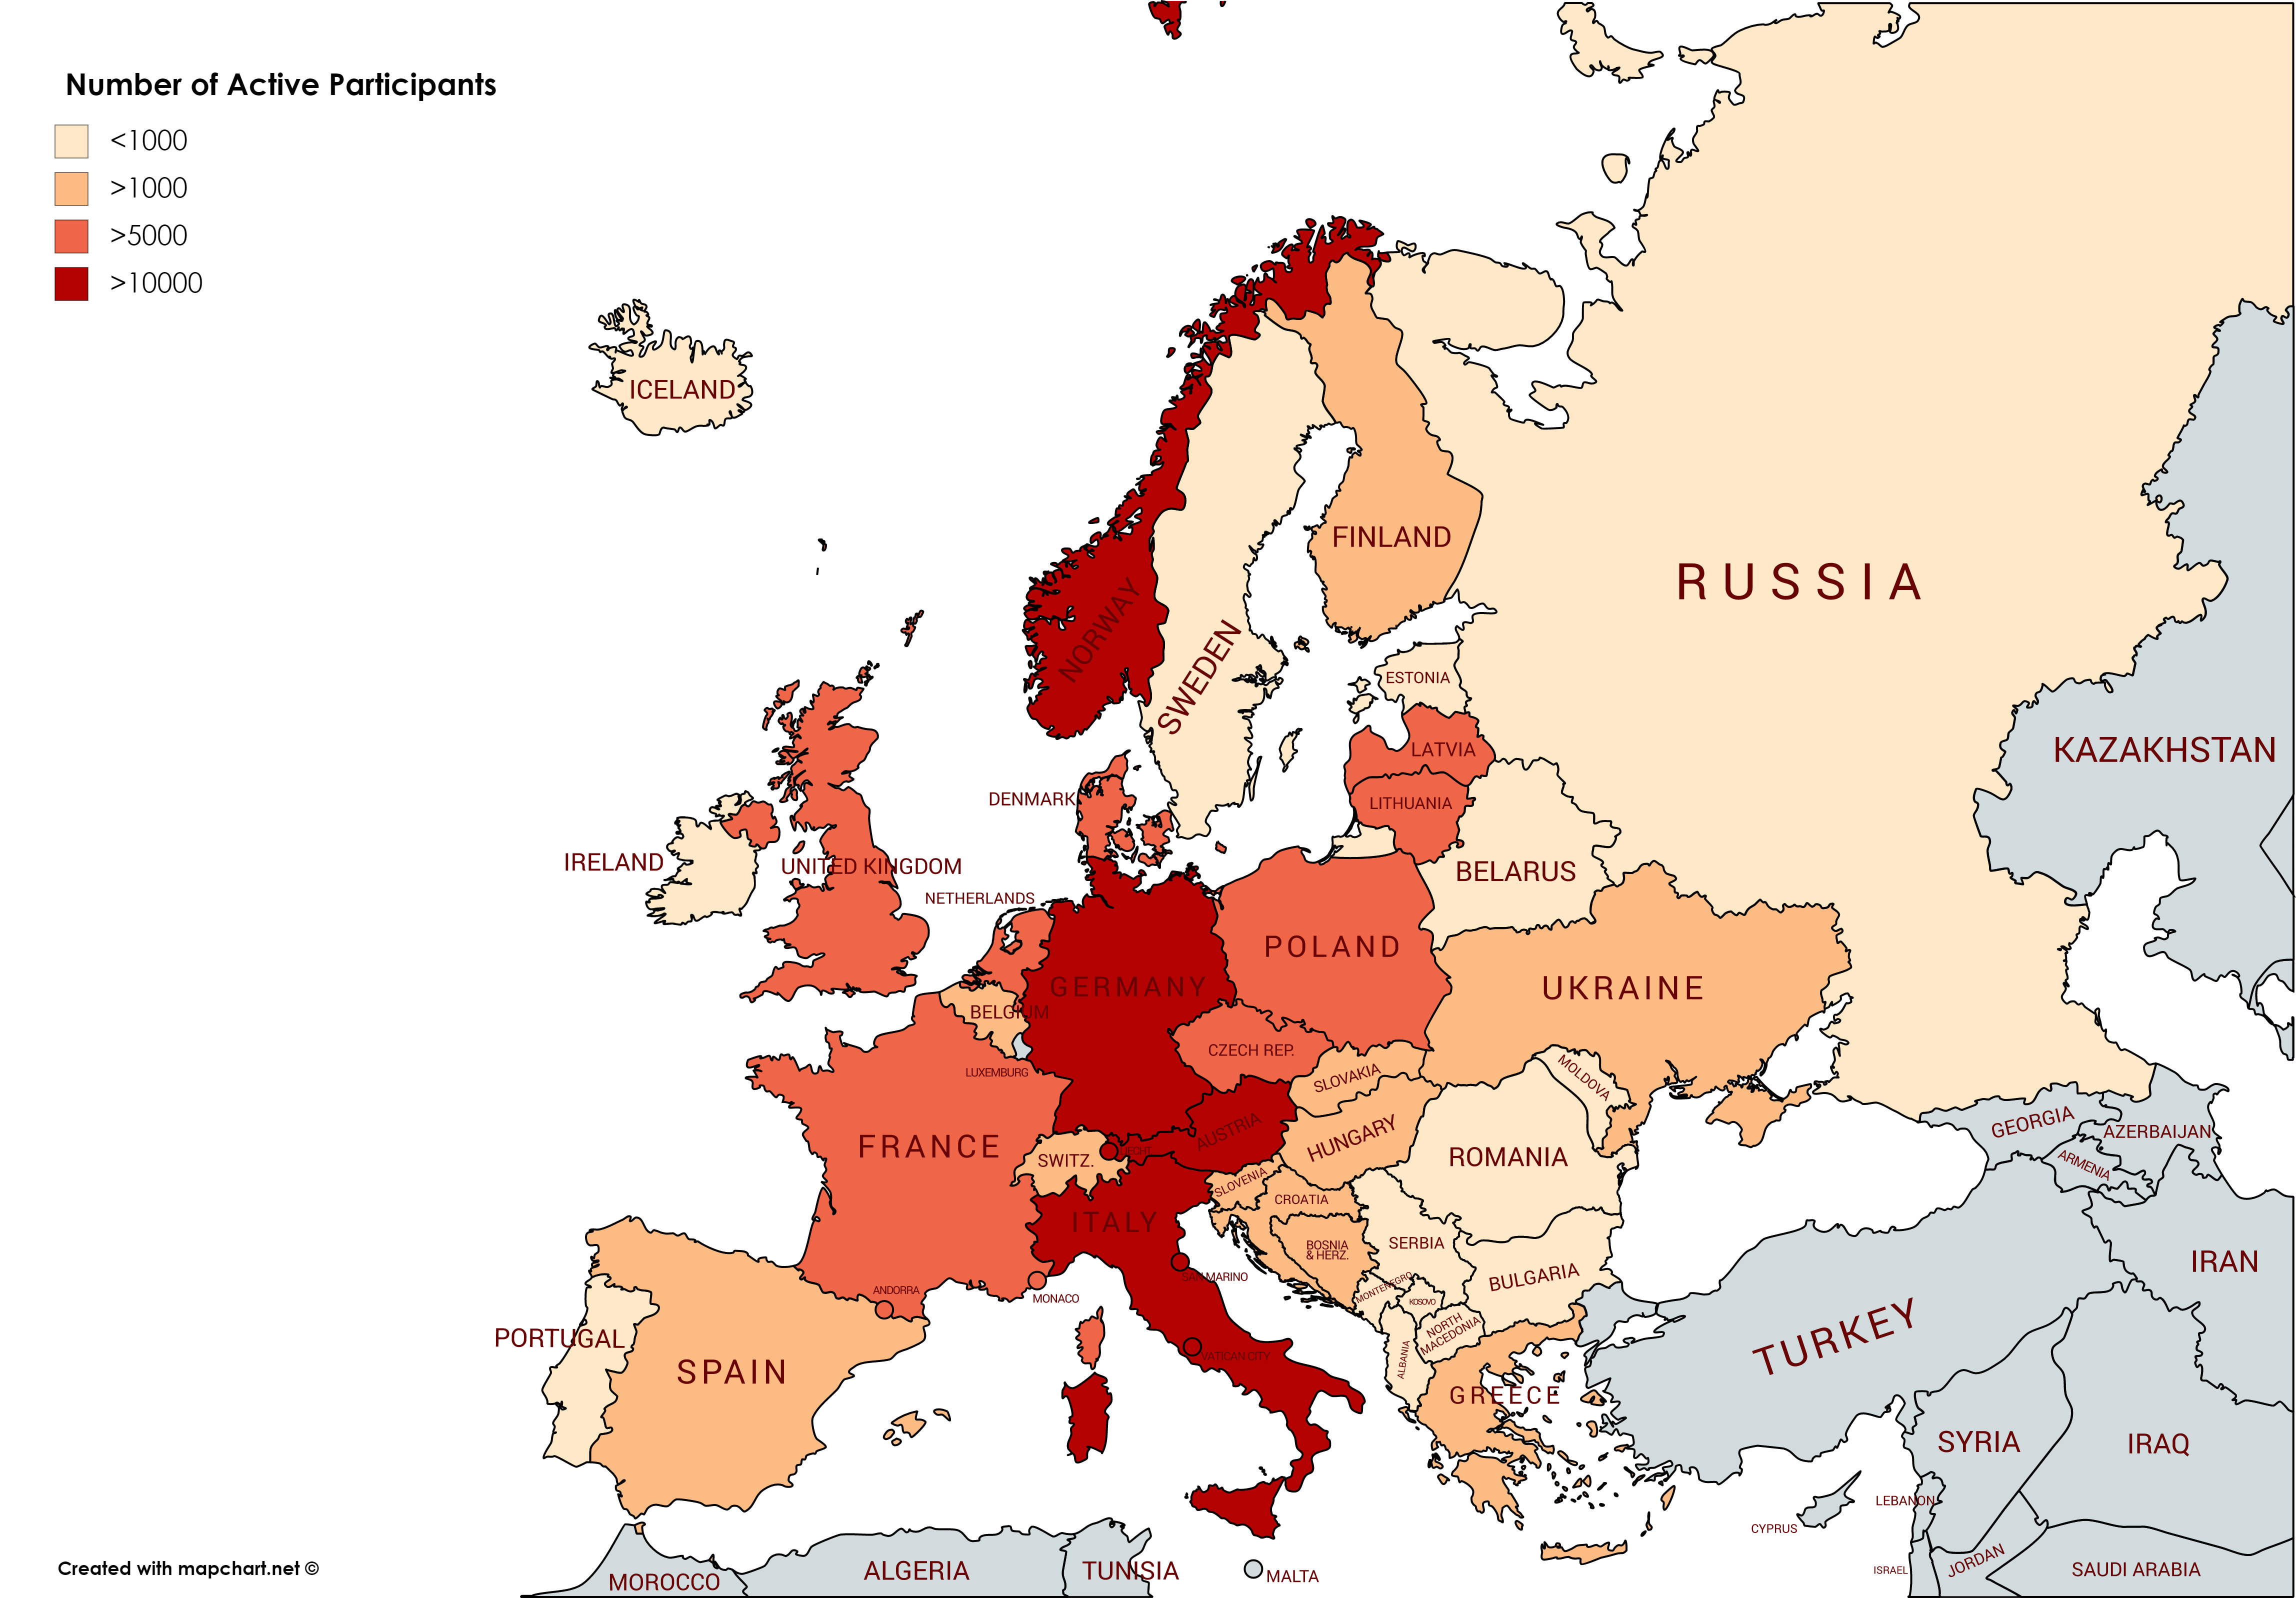 Number of Active Participants
<1000
>1000
>5000
>10000
ICELAND
FINLAND
RUSSIA
NORWAY
SWEDEN
ESTONIA
LATVIA
KAZAKHSTAN
DENMARK
LITHUANIA
IRELAND
UNITED KINGDOM
BELARUS
NETHERLANDS
POLAND
GERMANY
UKRAINE
BELGIUM
CZECH REP.
LUXEMBURG
SLOVAKIA
MOLDOVA
FRANCE
AUSTRIA
HUNGARY
GEORGIA
AZERBAIJAN
LIECHT.
SWITZ.
ROMANIA
ARMENIA
SLOVENIA
CROATIA
ITALY
BOSNIA
& HERZ.
SERBIA
IRAN
SAN MARINO
BULGARIA
MONTENEGRO
ANDORRA
MONACO
KOSOVO
PORTUGAL
NORTH
MACEDONIA
TURKEY
VATICAN CITY
ALBANIA
SPAIN
GREECE
SYRIA
IRAQ
LEBANON
CYPRUS
Created with mapchart.net ©
MOROCCO
ALGERIA
TUNISIA
MALTA
ISRAEL
JORDAN
SAUDI ARABIA